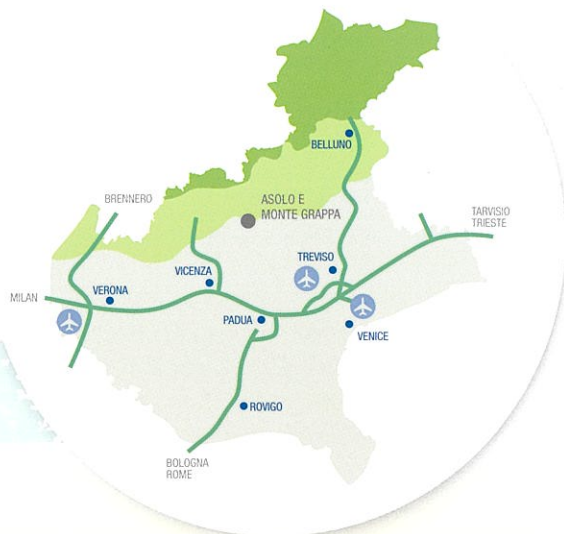 BELLUNO
BRENNERO
ASOLO E
MONTE GRAPPA
TARVISIO
TRIESTE
TREVISO
VICENZA
VERONA
MILAN
PADUA
VENICE
ROVIGO
BOLOGNA
ROME